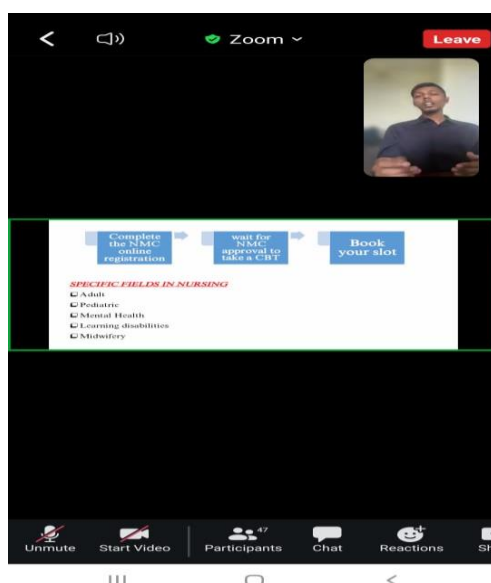 Zoom
Leave
Complete
the NMC
online
registration
wait for
NMC
approval to
take a CBT
Book
your slot
SPECIFIC FIELDS IN NURSING
Adult
Pediatric
Mental Health
Learning disabilities
Midwifery
47
Unmute Start Video Participants Chat Reactions Sh